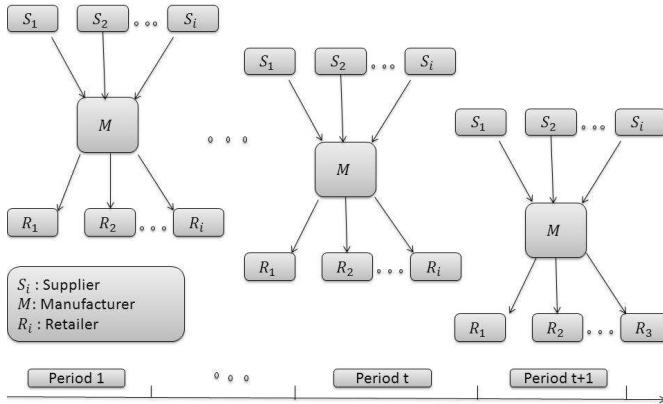 S₁ S₂ Sᵢ
M
R₁ R₂ Rᵢ
S₁ S₂ Sᵢ
M
R₁ R₂ Rᵢ
S₁ S₂ Sᵢ
M
R₁ R₂ R₃
Sᵢ : Supplier
M: Manufacturer
Rᵢ : Retailer
Period 1 Period t Period t+1